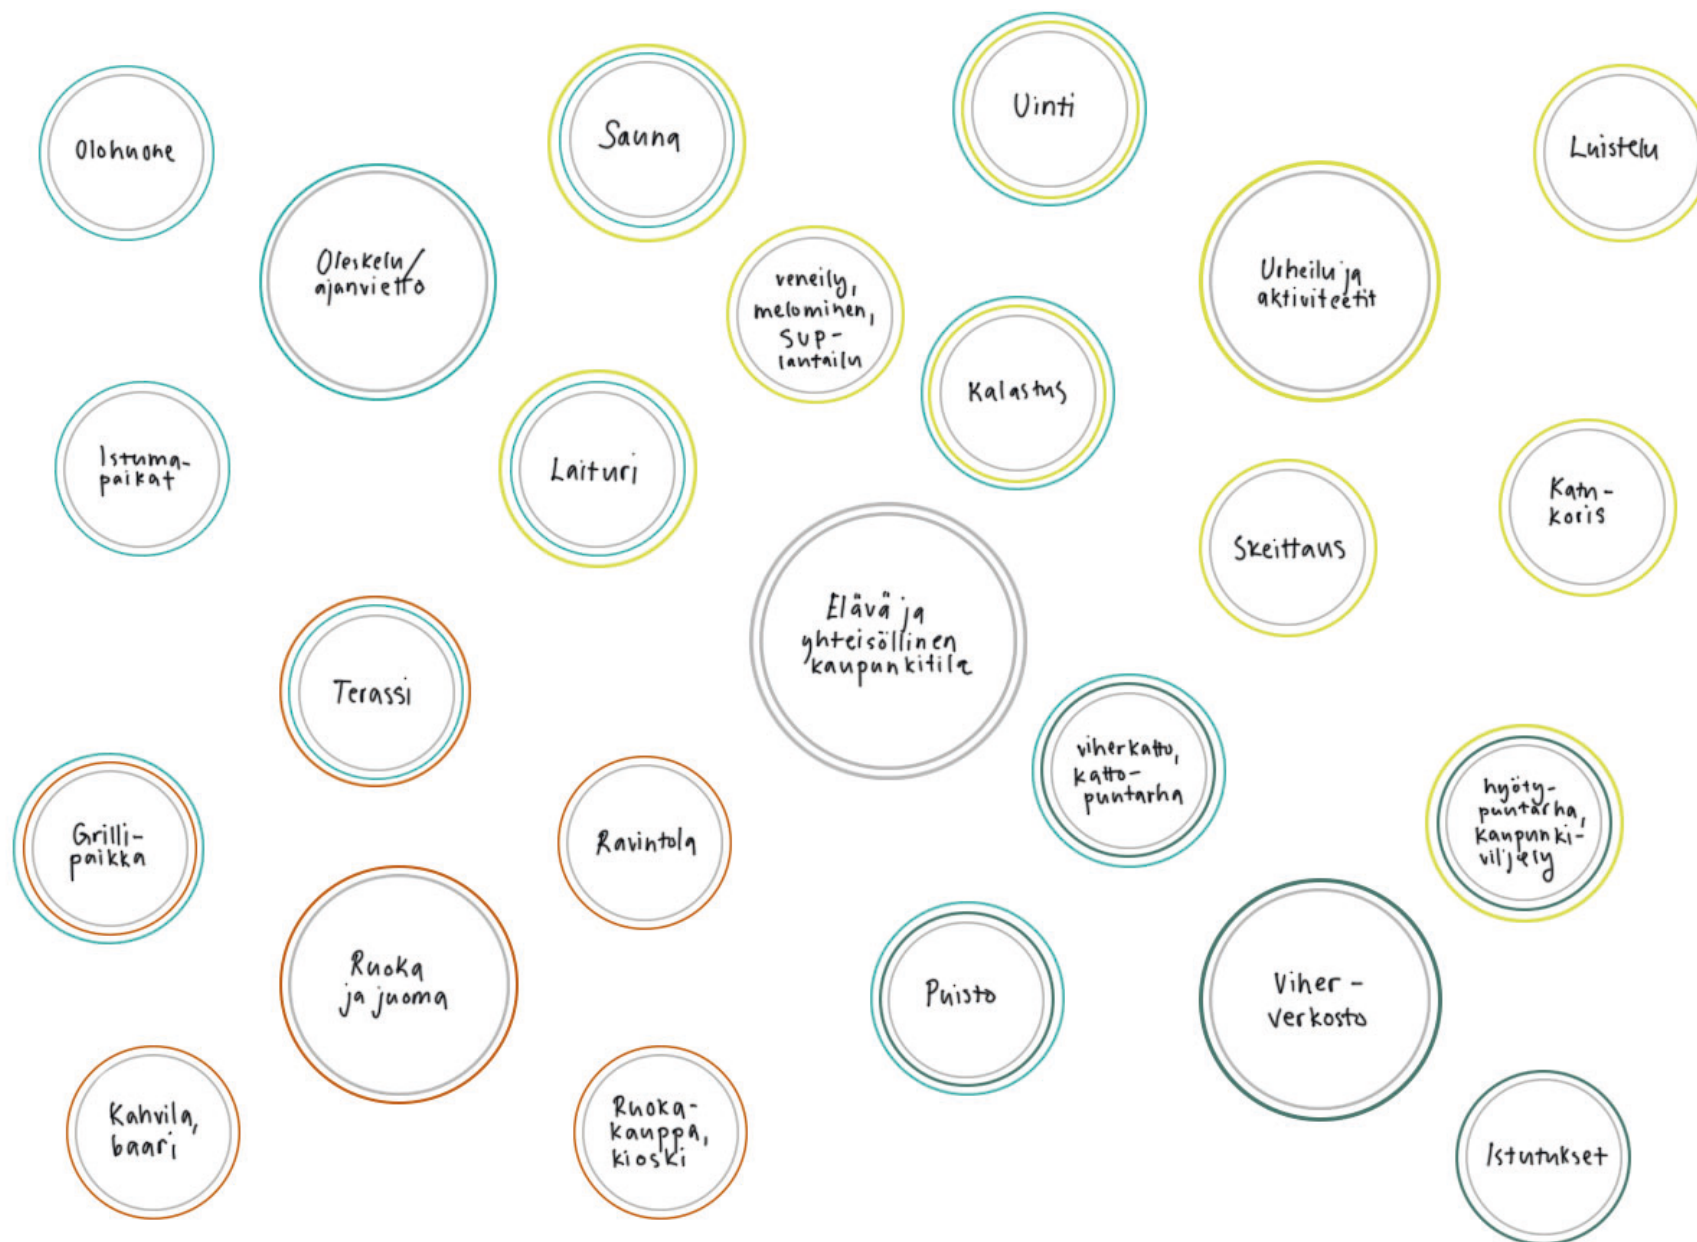 Olohuone
Sauna
Uinti
Luistelu
Oleskelu/
ajanvietto
veneily,
melominen,
SUP-
lautailu
Urheilu ja
aktiviteetit
Kalastus
Istuma-
paikat
Laituri
Skeittaus
Katu-
koris
Elävä ja
yhteisöllinen
kaupunkitila
Terassi
viherkatto,
katto-
puutarha
Grilli-
paikka
Ravintola
hyöty-
puutarha,
kaupunki-
viljely
Ruoka
ja juoma
Puisto
Viher-
verkosto
Kahvila,
baari
Ruoka-
kauppa,
kioski
Istutukset